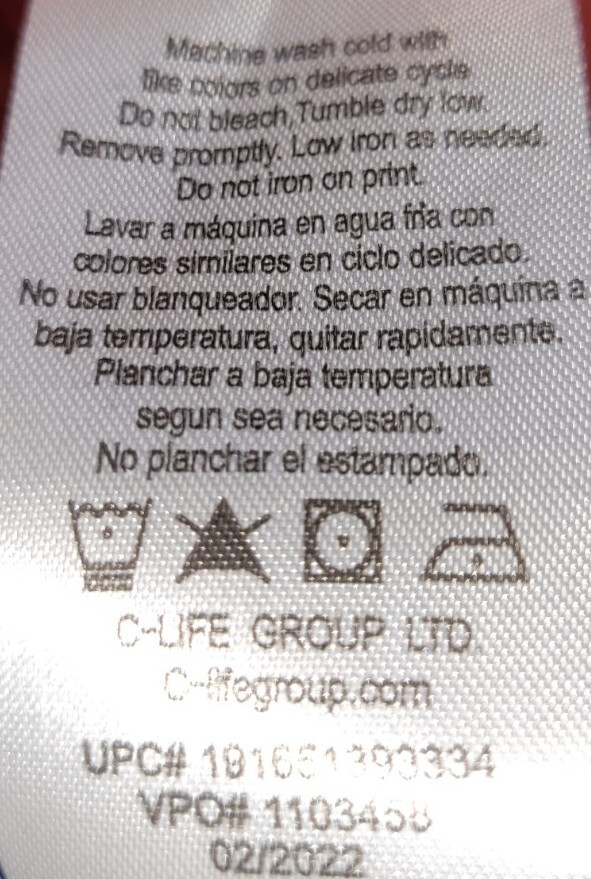 Machine wash cold with
like colors on delicate cycle
Do not bleach, Tumble dry low.
Remove promptly. Low iron as needed.
Do not iron on print.
Lavar a máquina en agua fria con
colores similares en ciclo delicado.
No usar blanqueador. Secar en máquina a
baja temperatura, quitar rapidamente.
Planchar a baja temperatura
segun sea necesario.
No planchar el estampado.
C-LIFE GROUP LTD.
C-lifegroup.com
UPC# 191651393334
VPO# 1103458
02/2022